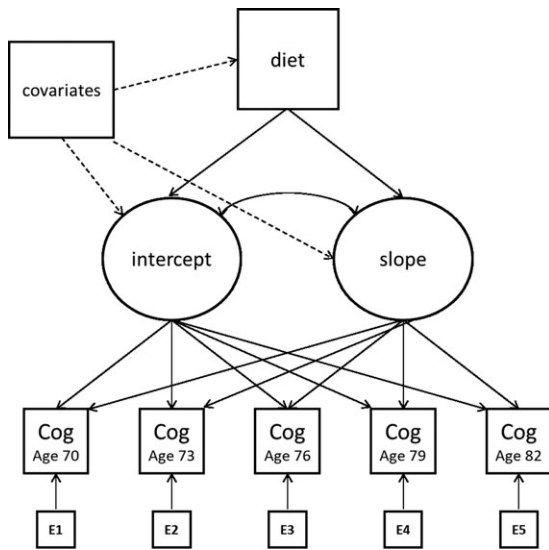 diet
covariates
intercept
slope
Cog
Age 70
Cog
Age 73
Cog
Age 76
Cog
Age 79
Cog
Age 82
E1
E2
E3
E4
E5